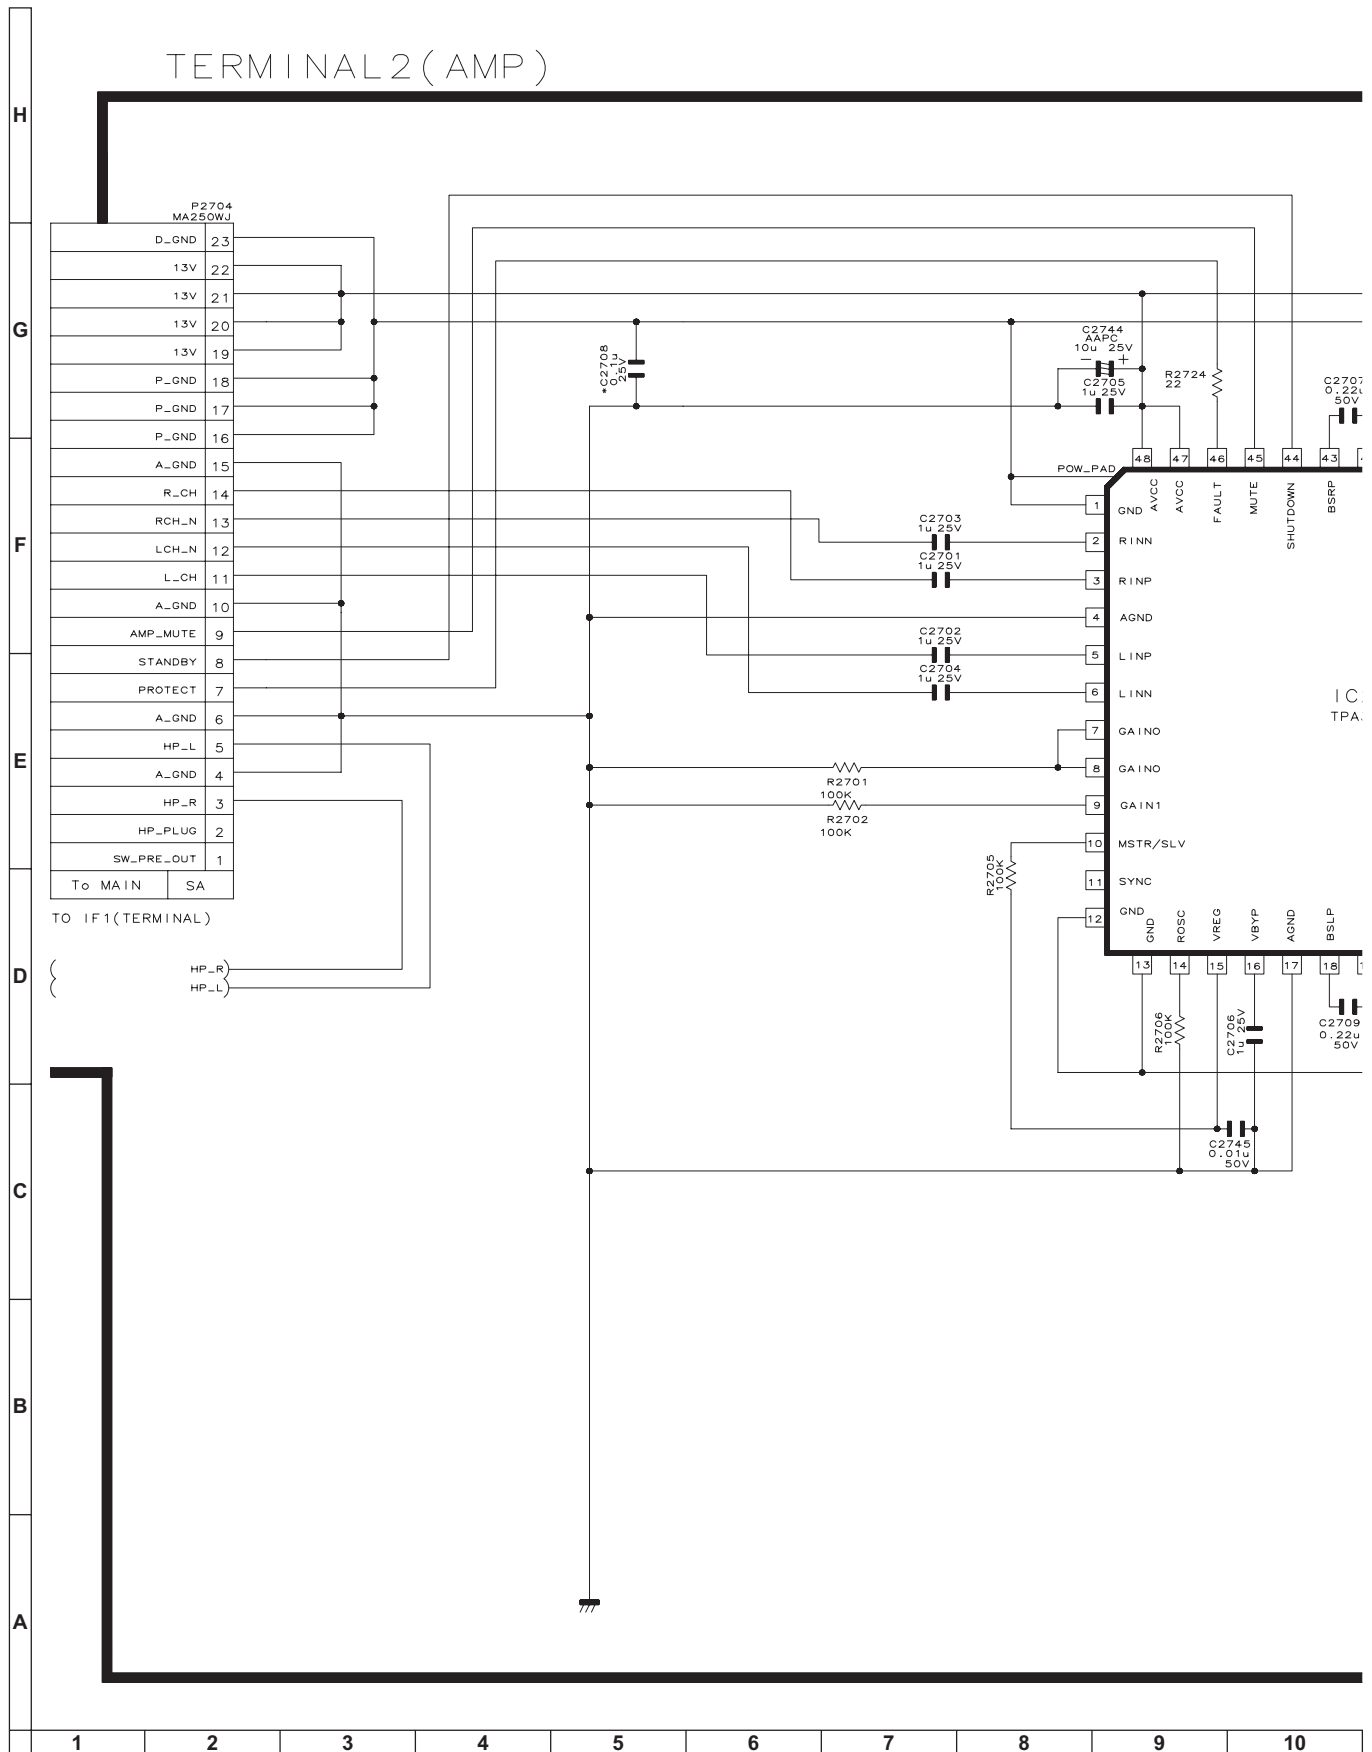 TERMINAL2(AMP)
H
G
F
E
D
C
B
A
P2704
MA250WJ
D_GND 23
13V 22
13V 21
13V 20
13V 19
P_GND 18
P_GND 17
P_GND 16
A_GND 15
R_CH 14
RCH_N 13
LCH_N 12
L_CH 11
A_GND 10
AMP_MUTE 9
STANDBY 8
PROTECT 7
A_GND 6
HP_L 5
A_GND 4
HP_R 3
HP_PLUG 2
SW_PRE_OUT 1
To MAIN SA
TO IF1(TERMINAL)
HP_R
HP_L
*C2708
0.1u
25V
C2744
AAPC
10u 25V
- +
C2705
1u 25V
R2724
22
C2707
0.22u
50V
48 47 46 45 44 43
POW_PAD
AVCC
AVCC
FAULT
MUTE
SHUTDOWN
BSRP
1 GND
C2703
1u 25V
2 RINN
C2701
1u 25V
3 RINP
4 AGND
C2702
1u 25V
5 LINP
C2704
1u 25V
6 LINN
7 GAIN0
8 GAIN0
R2701
100K
9 GAIN1
R2702
100K
10 MSTR/SLV
R2705
100K
11 SYNC
12 GND
GND
ROSC
VREG
VBYP
AGND
BSLP
13 14 15 16 17 18
R2706
100K
C2706
1u 25V
C2709
0.22u
50V
C2745
0.01u
50V
1 2 3 4 5 6 7 8 9 10